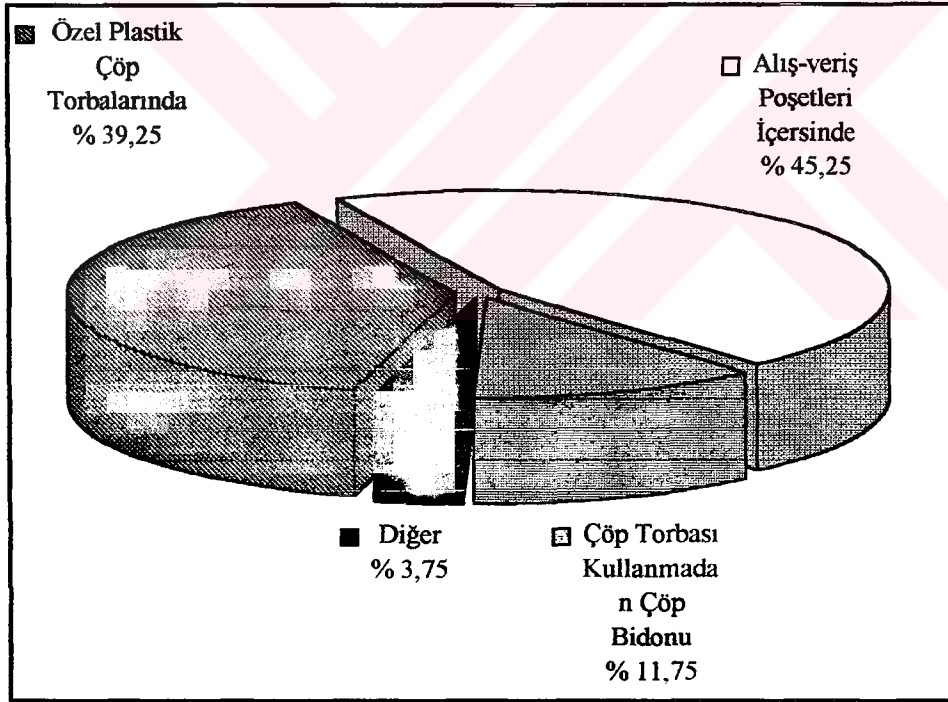 Özel Plastik
Çöp
Torbalarında
% 39,25
Alış-veriş
Poşetleri
İçersinde
% 45,25
Diğer
% 3,75
Çöp Torbası
Kullanmada
n Çöp
Bidonu
% 11,75